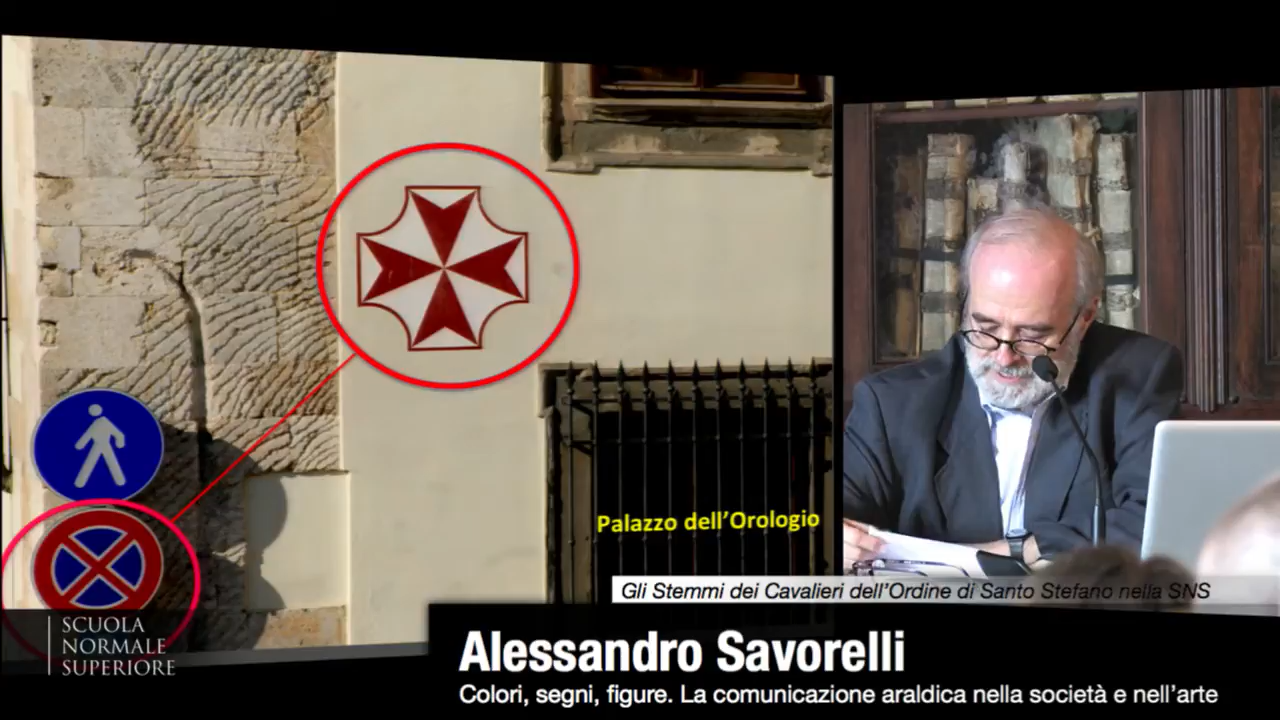 Palazzo dell'Orologio
Gli Stemmi dei Cavalieri dell'Ordine di Santo Stefano nella SNS
SCUOLA
NORMALE
SUPERIORE
Alessandro Savorelli
Colori, segni, figure. La comunicazione araldica nella società e nell'arte